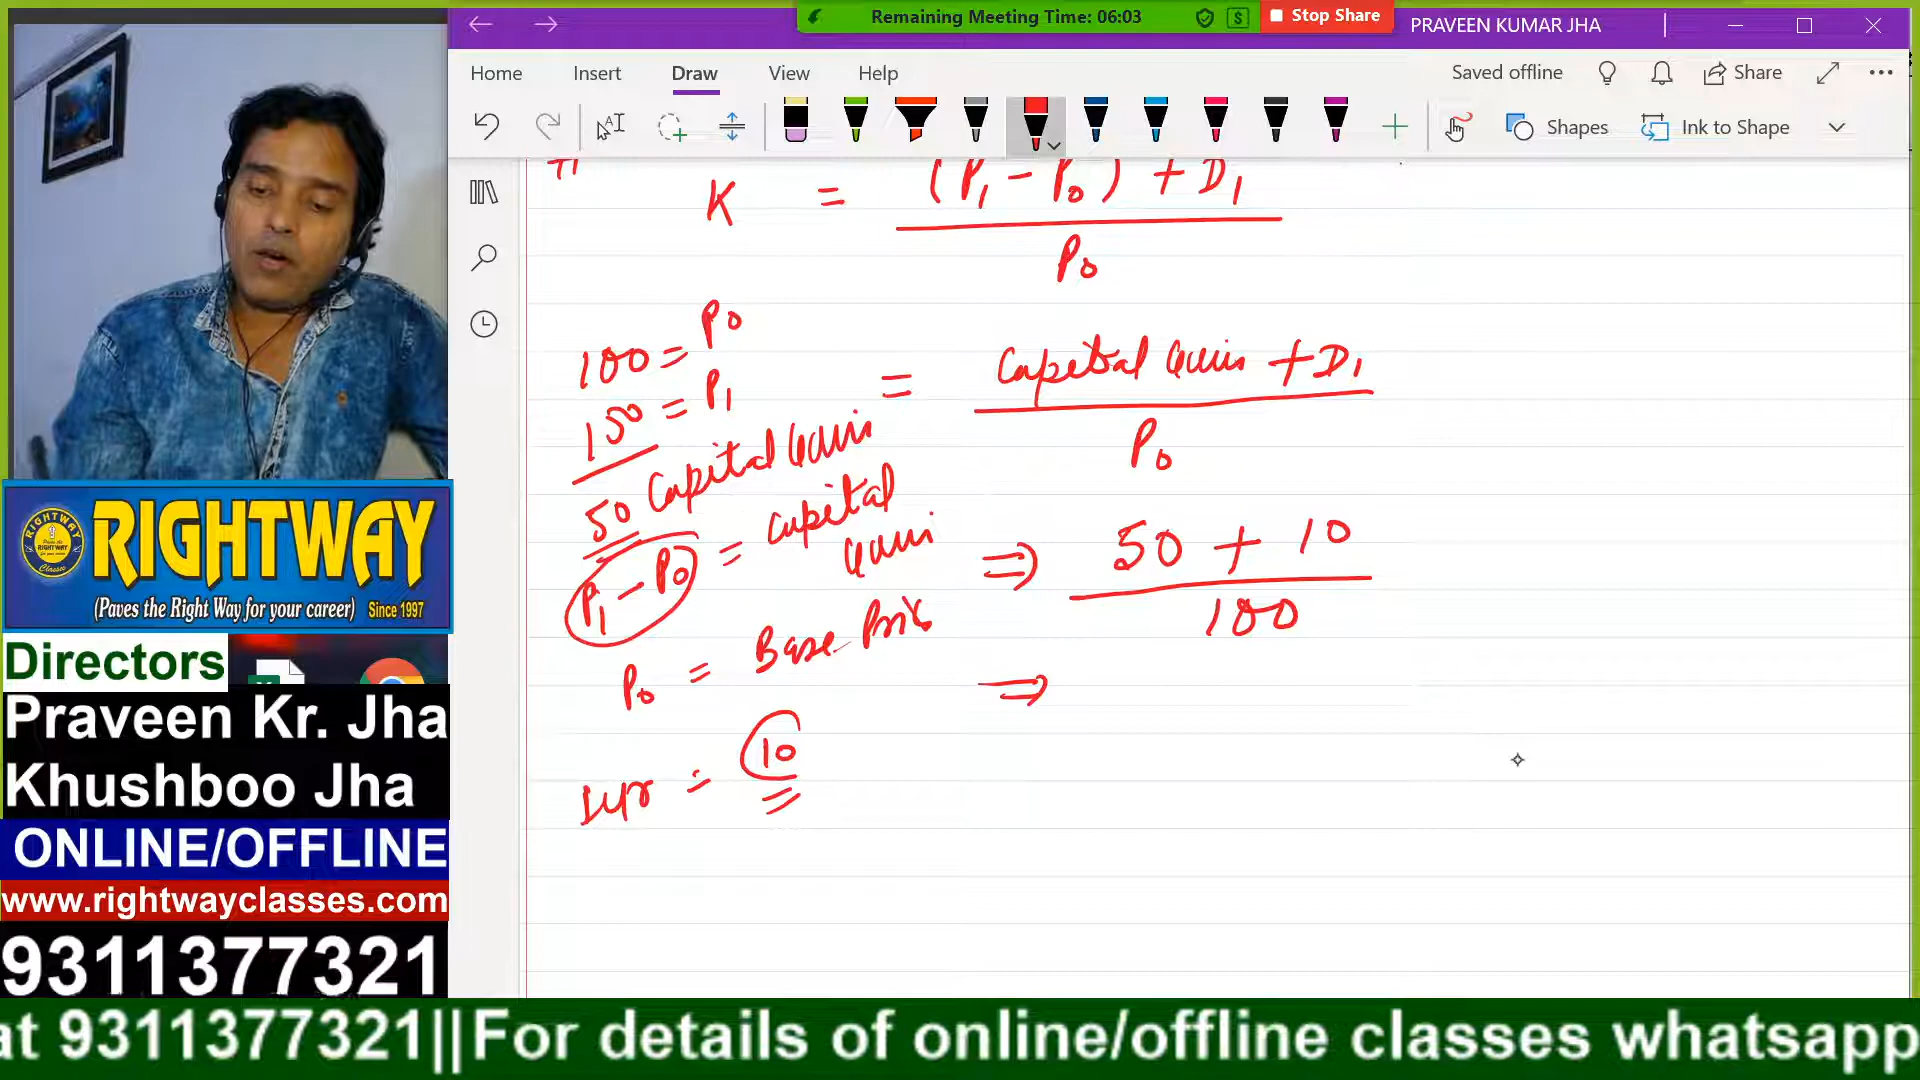 Remaining Meeting Time: 06:03
Stop Share
PRAVEEN KUMAR JHA
Home Insert Draw View Help
Saved offline
Share
Shapes
Ink to Shape
K = (P1 - P0) + D1
P0
100 = P0
150 = P1
50 Capital Gain
P1 - P0 = Capital Gain
P0 = Base Price
= 10
= Capital Gain + D1
P0
⇒ 50 + 10
100
⇒
RIGHTWAY
RIGHTWAY
Classes
(Paves the Right Way for your career) Since 1997
Directors
Praveen Kr. Jha
Khushboo Jha
ONLINE/OFFLINE
www.rightwayclasses.com
9311377321
at 9311377321||For details of online/offline classes whatsapp